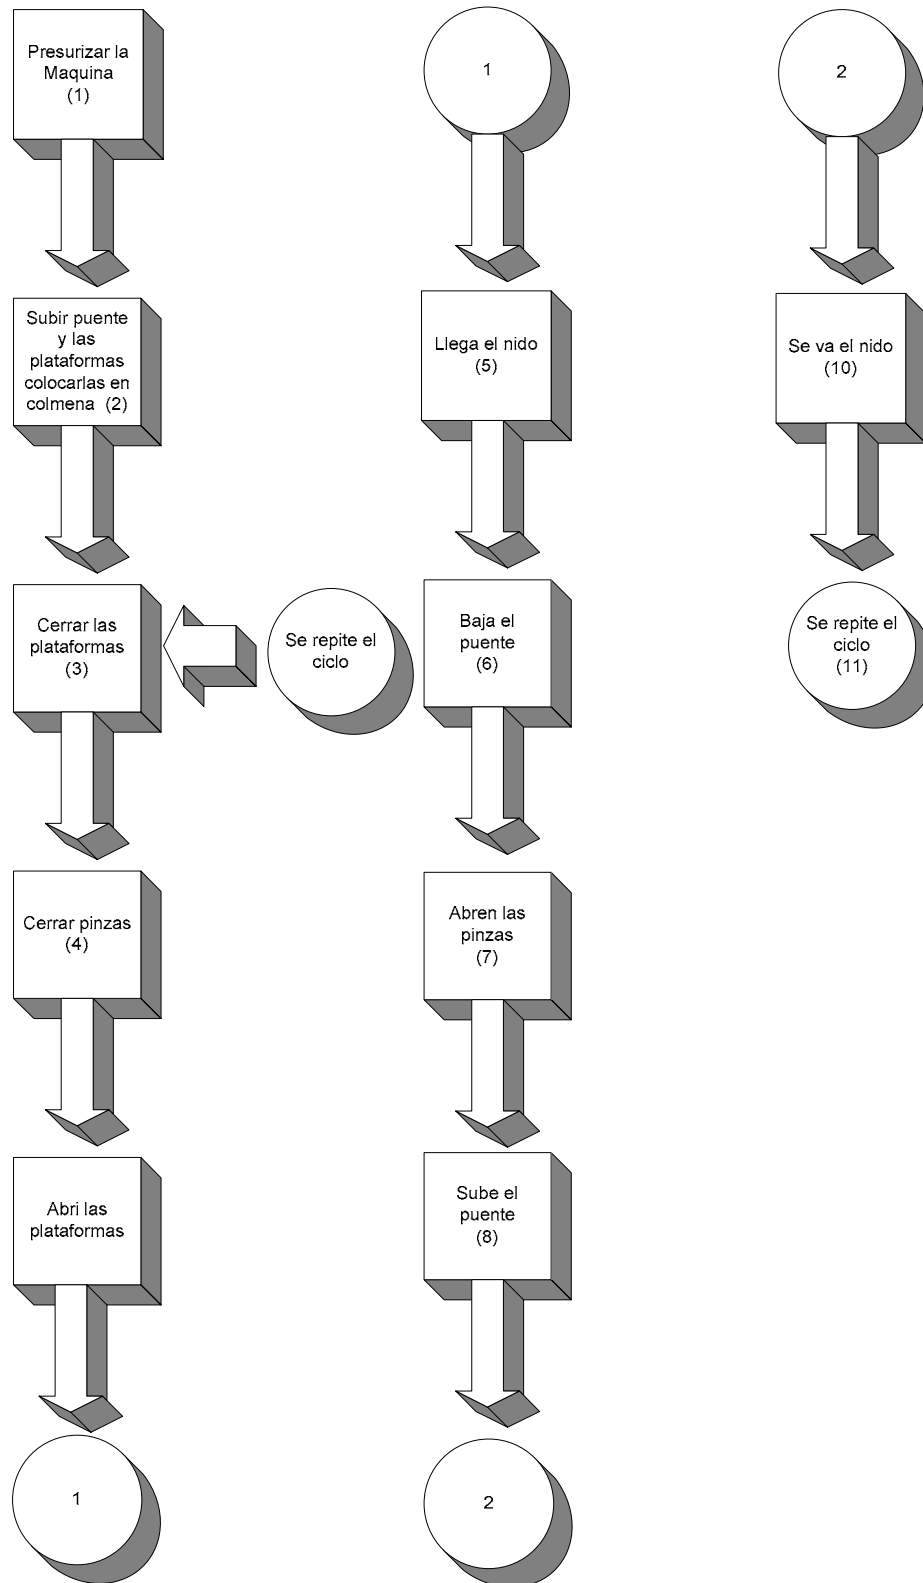 Presurizar la
Maquina
(1)
Subir puente
y las
plataformas
colocarlas en
colmena (2)
Cerrar las
plataformas
(3)
Se repite el
ciclo
Cerrar pinzas
(4)
Abri las
plataformas
1
1
Llega el nido
(5)
Baja el
puente
(6)
Abren las
pinzas
(7)
Sube el
puente
(8)
2
2
Se va el nido
(10)
Se repite el
ciclo
(11)